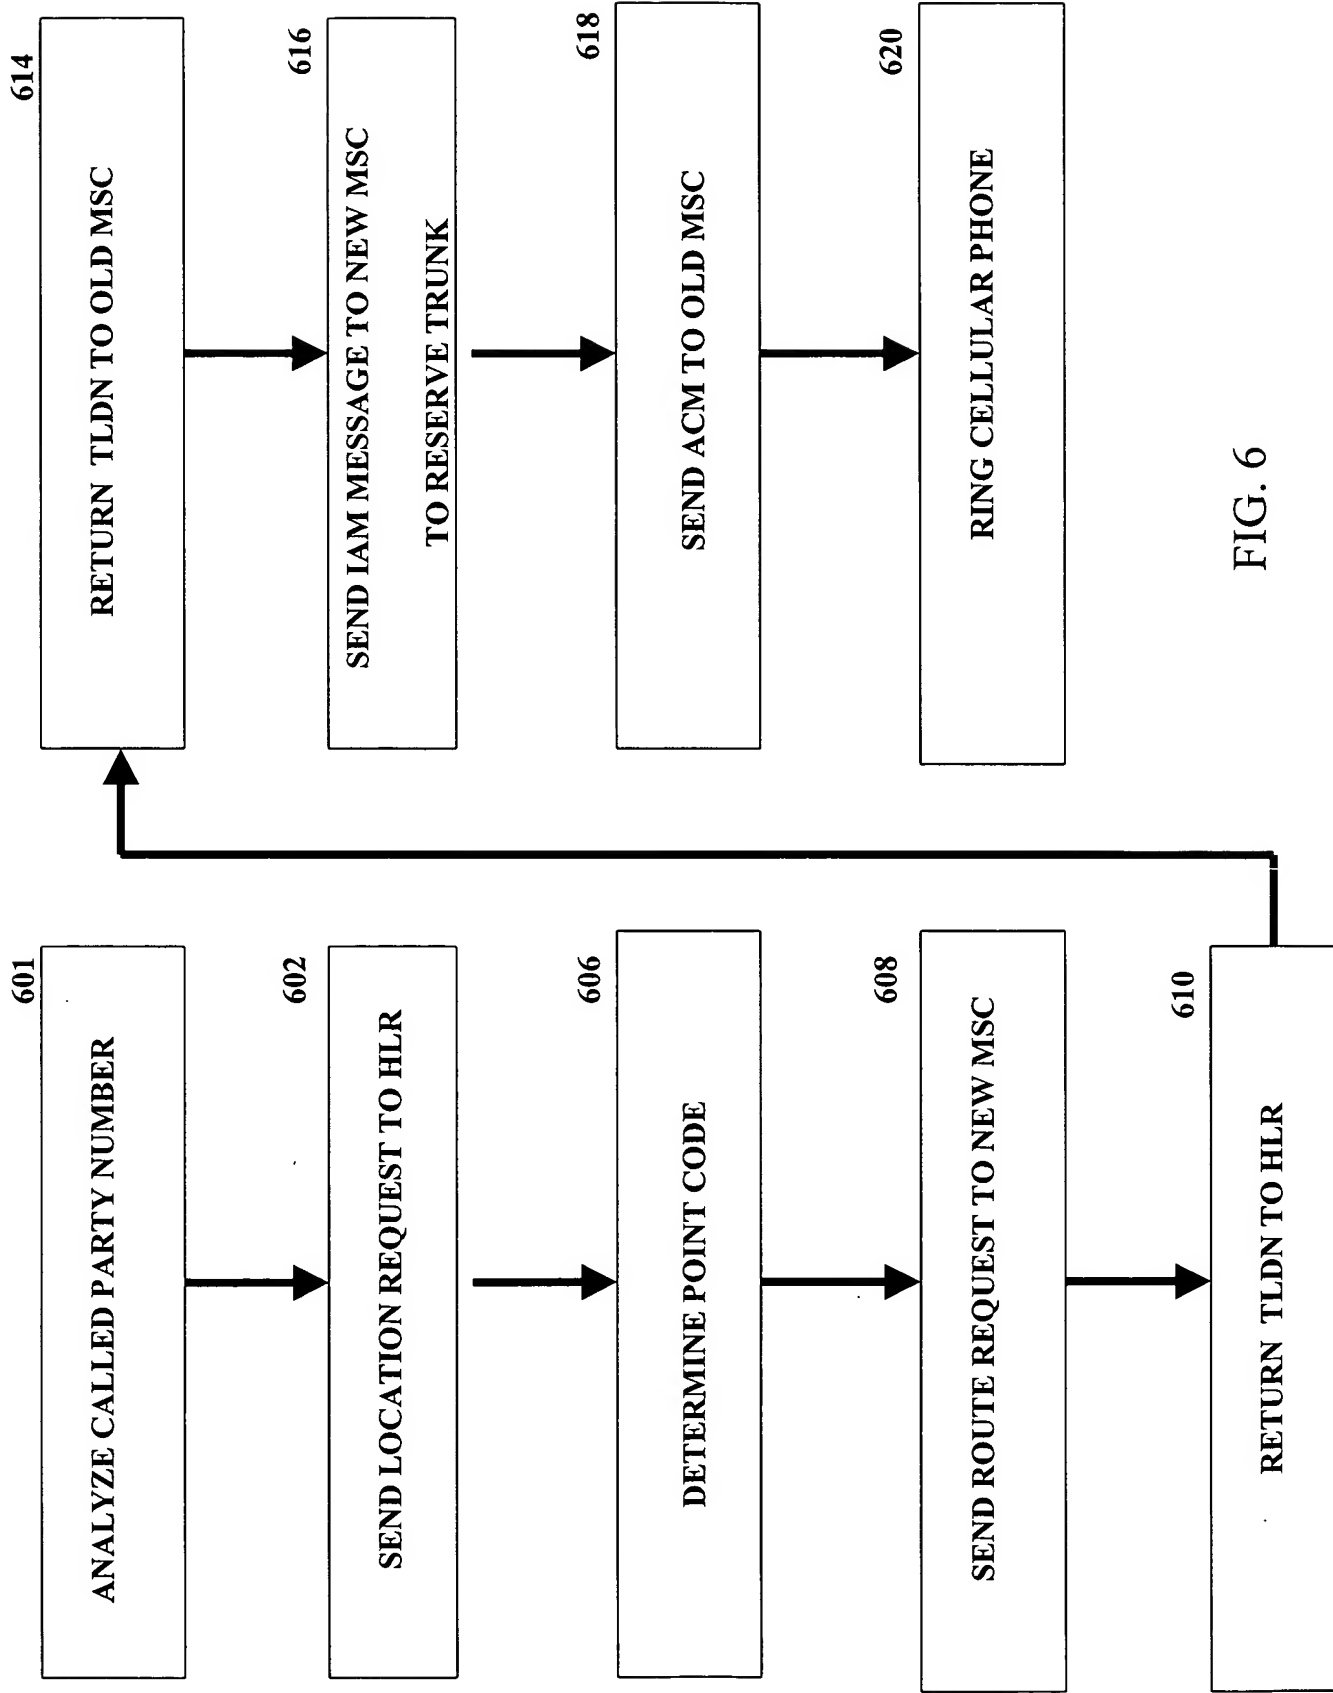 601
ANALYZE CALLED PARTY NUMBER
602
SEND LOCATION REQUEST TO HLR
606
DETERMINE POINT CODE
608
SEND ROUTE REQUEST TO NEW MSC
610
RETURN TLDN TO HLR
614
RETURN TLDN TO OLD MSC
616
SEND IAM MESSAGE TO NEW MSC
TO RESERVE TRUNK
618
SEND ACM TO OLD MSC
620
RING CELLULAR PHONE
FIG. 6